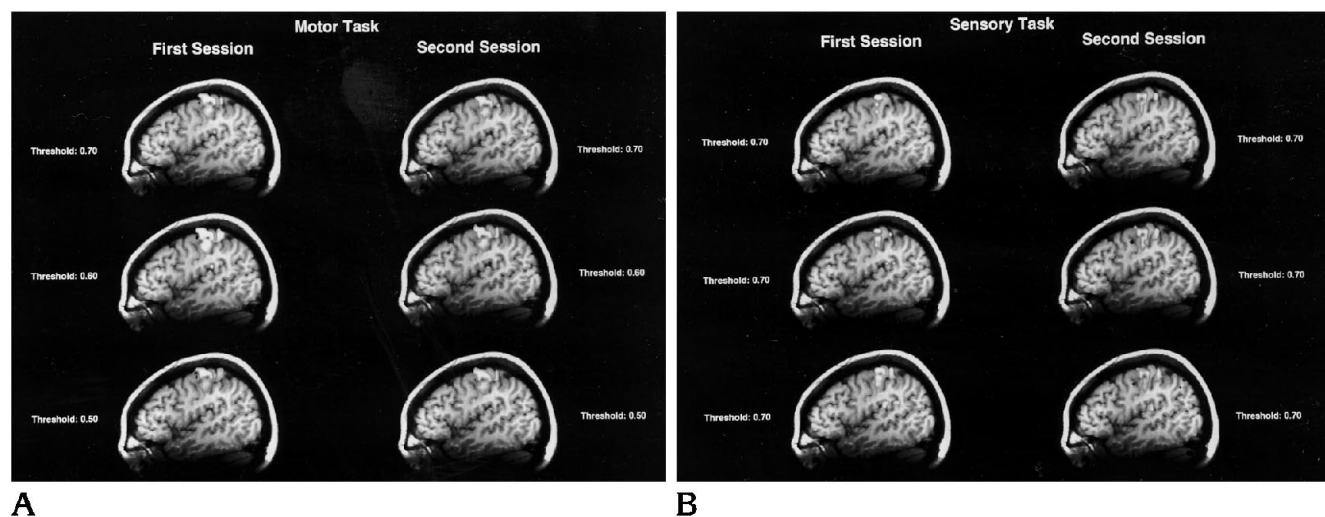 Motor Task
First Session
Second Session
Threshold: 0.70
Threshold: 0.70
Threshold: 0.60
Threshold: 0.60
Threshold: 0.50
Threshold: 0.50
A
Sensory Task
First Session
Second Session
Threshold: 0.70
Threshold: 0.70
Threshold: 0.70
Threshold: 0.70
Threshold: 0.70
Threshold: 0.70
B